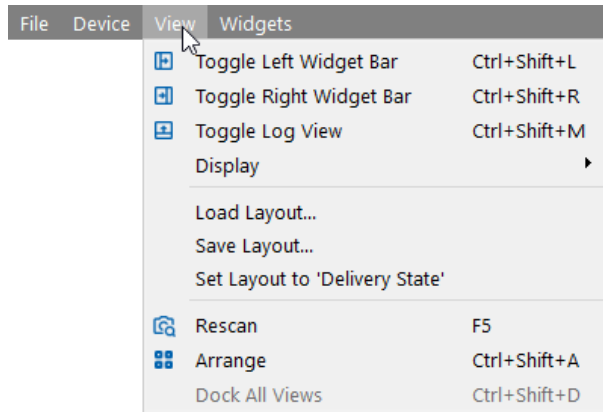 File Device View Widgets
Toggle Left Widget Bar Ctrl+Shift+L
Toggle Right Widget Bar Ctrl+Shift+R
Toggle Log View Ctrl+Shift+M
Display
Load Layout...
Save Layout...
Set Layout to 'Delivery State'
Rescan F5
Arrange Ctrl+Shift+A
Dock All Views Ctrl+Shift+D